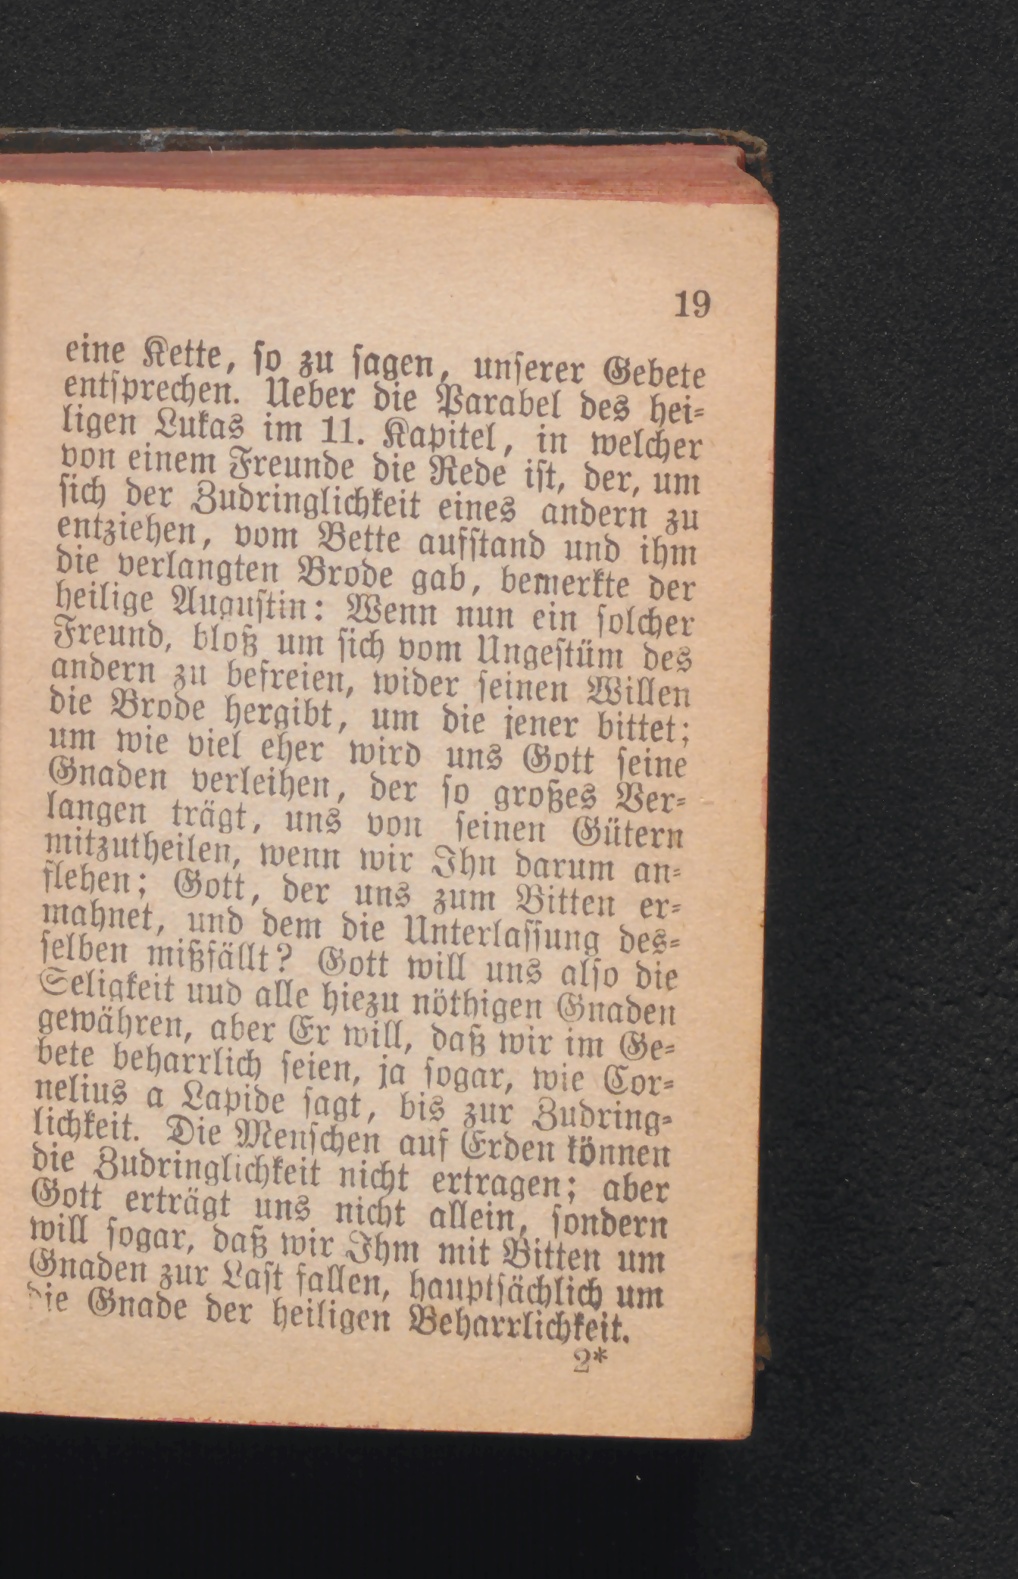 19
eine Kette, so zu sagen, unserer Gebete
entsprechen. Ueber die Parabel des hei-
ligen Lukas im 11. Kapitel, in welcher
von einem Freunde die Rede ist, der, um
sich der Zudringlichkeit eines andern zu
entziehen, vom Bette aufstand und ihm
die verlangten Brode gab, bemerkte der
heilige Augustin: Wenn nun ein solcher
Freund, bloß um sich vom Ungestüm des
andern zu befreien, wider seinen Willen
die Brode hergibt, um die jener bittet;
um wie viel eher wird uns Gott seine
Gnaden verleihen, der so großes Ver-
langen trägt, uns von seinen Gütern
mitzutheilen, wenn wir Ihn darum an-
flehen; Gott, der uns zum Bitten er-
mahnet, und dem die Unterlassung des-
selben mißfällt? Gott will uns also die
Seligkeit und alle hiezu nöthigen Gnaden
gewähren, aber Er will, daß wir im Ge-
bete beharrlich seien, ja sogar, wie Cor-
nelius a Lapide sagt, bis zur Zudring-
lichkeit. Die Menschen auf Erden können
die Zudringlichkeit nicht ertragen; aber
Gott erträgt uns nicht allein, sondern
will sogar, daß wir Ihm mit Bitten um
Gnaden zur Last fallen, hauptsächlich um
die Gnade der heiligen Beharrlichkeit.
2*